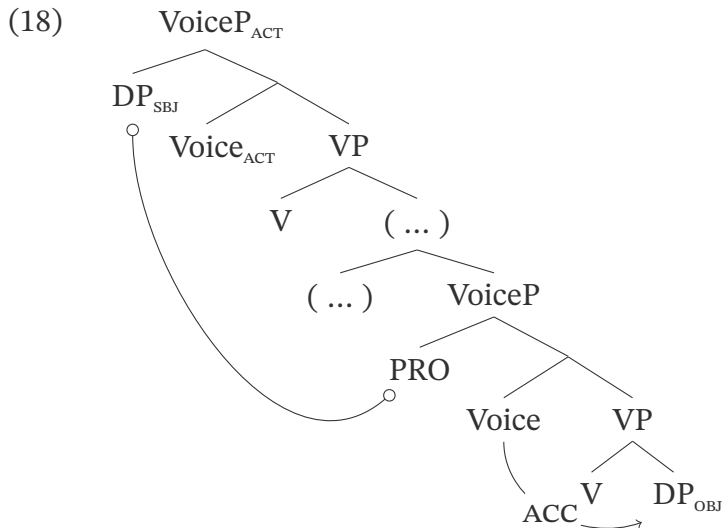 (18) VoiceP_ACT
DP_SBJ
Voice_ACT VP
V ( ... )
( ... ) VoiceP
PRO
Voice VP
V DP_OBJ
ACC